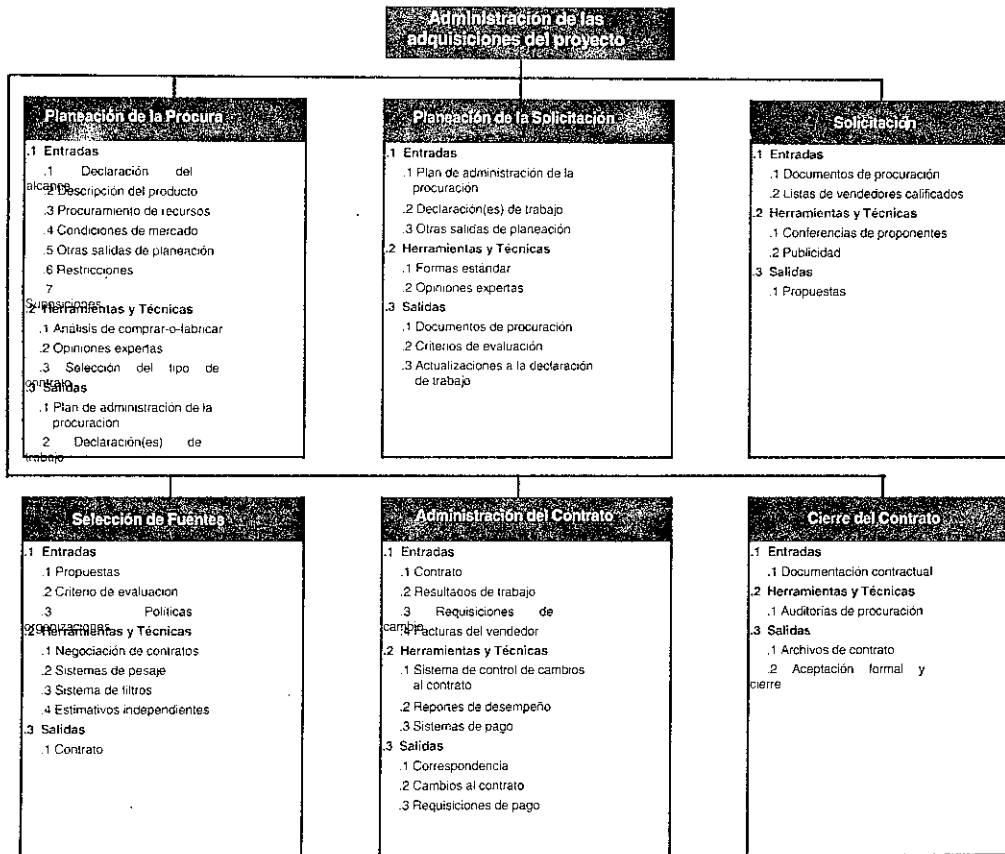 Administración de las
adquisiciones del proyecto
Planeación de la Procura
.1 Entradas
.1 Declaración del
alcance
.2 Descripción del producto
.3 Procuramiento de recursos
.4 Condiciones de mercado
.5 Otras salidas de planeación
.6 Restricciones
7
Suposiciones
.2 Herramientas y Técnicas
.1 Análisis de comprar-o-fabricar
.2 Opiniones expertas
.3 Selección del tipo de
contrato
.3 Salidas
.1 Plan de administración de la
procuración
2 Declaración(es) de
trabajo
Planeación de la Solicitación
.1 Entradas
.1 Plan de administración de la
procuración
.2 Declaración(es) de trabajo
.3 Otras salidas de planeación
.2 Herramientas y Técnicas
.1 Formas estándar
.2 Opiniones expertas
.3 Salidas
.1 Documentos de procuración
.2 Criterios de evaluación
.3 Actualizaciones a la declaración
de trabajo
Solicitación
.1 Entradas
.1 Documentos de procuración
.2 Listas de vendedores calificados
.2 Herramientas y Técnicas
.1 Conferencias de proponentes
.2 Publicidad
.3 Salidas
.1 Propuestas
Selección de Fuentes
.1 Entradas
.1 Propuestas
.2 Criterio de evaluación
.3 Políticas
organizaciones
.2 Herramientas y Técnicas
.1 Negociación de contratos
.2 Sistemas de pesaje
.3 Sistema de filtros
.4 Estimativos independientes
.3 Salidas
.1 Contrato
Administración del Contrato
.1 Entradas
.1 Contrato
.2 Resultados de trabajo
.3 Requisiciones de
cambio
.4 Facturas del vendedor
.2 Herramientas y Técnicas
.1 Sistema de control de cambios
al contrato
.2 Reportes de desempeño
.3 Sistemas de pago
.3 Salidas
.1 Correspondencia
.2 Cambios al contrato
.3 Requisiciones de pago
Cierre del Contrato
.1 Entradas
.1 Documentación contractual
.2 Herramientas y Técnicas
.1 Auditorías de procuración
.3 Salidas
.1 Archivos de contrato
.2 Aceptación formal y
cierre